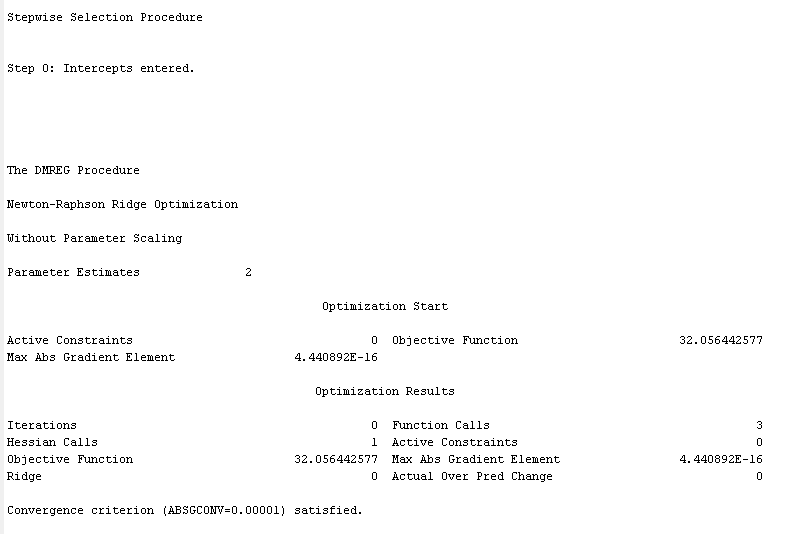 Stepwise Selection Procedure
Step 0: Intercepts entered.
The DMREG Procedure
Newton-Raphson Ridge Optimization
Without Parameter Scaling
Parameter Estimates 2
Optimization Start
Active Constraints 0 Objective Function 32.056442577
Max Abs Gradient Element 4.440892E-16
Optimization Results
Iterations 0 Function Calls 3
Hessian Calls 1 Active Constraints 0
Objective Function 32.056442577 Max Abs Gradient Element 4.440892E-16
Ridge 0 Actual Over Pred Change 0
Convergence criterion (ABSGCONV=0.00001) satisfied.